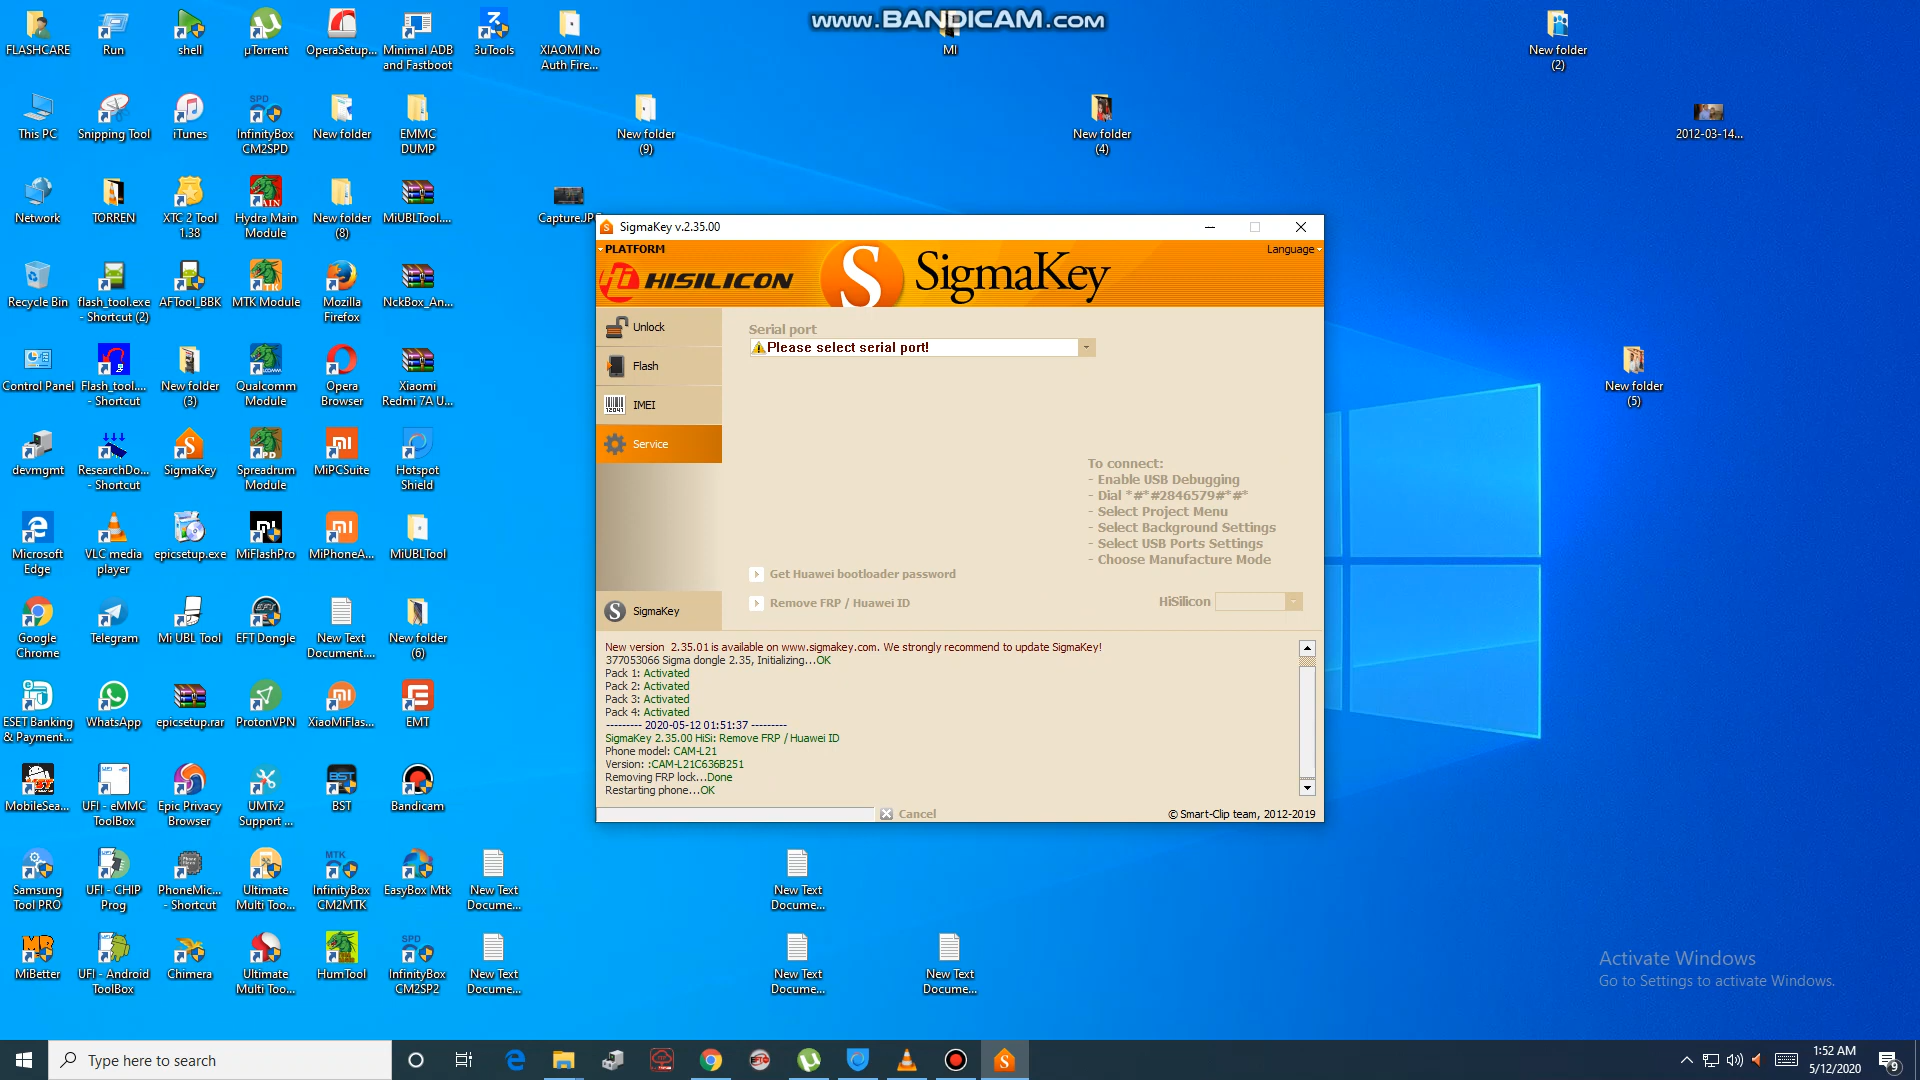 www.BANDICAM.com
FLASHCARE
Run
shell
µTorrent
OperaSetup...
Minimal ADB
and Fastboot
3uTools
XIAOMI No
Auth Fire...
MI
New folder
(2)
This PC
Snipping Tool
iTunes
InfinityBox
CM2SPD
New folder
EMMC
DUMP
New folder
(9)
New folder
(4)
2012-03-14...
Network
TORREN
XTC 2 Tool
1.38
Hydra Main
Module
New folder
(8)
MiUBLTool....
Capture.JP
Recycle Bin
flash_tool.exe
- Shortcut (2)
AFTool_BBK
MTK Module
Mozilla
Firefox
NckBox_An...
Control Panel
Flash_tool....
- Shortcut
New folder
(3)
Qualcomm
Module
Opera
Browser
Xiaomi
Redmi 7A U...
New folder
(5)
devmgmt
ResearchDo...
- Shortcut
SigmaKey
Spreadrum
Module
MiPCSuite
Hotspot
Shield
Microsoft
Edge
VLC media
player
epicsetup.exe
MiFlashPro
MiPhoneA...
MiUBLTool
Google
Chrome
Telegram
Mi UBL Tool
EFT Dongle
New Text
Document....
New folder
(6)
ESET Banking
& Payment...
WhatsApp
epicsetup.rar
ProtonVPN
XiaoMiFlas...
EMT
MobileSea...
UFI - eMMC
ToolBox
Epic Privacy
Browser
UMTv2
Support ...
BST
Bandicam
Samsung
Tool PRO
UFI - CHIP
Prog
PhoneMic...
- Shortcut
Ultimate
Multi Too...
InfinityBox
CM2MTK
EasyBox Mtk
New Text
Docume...
New Text
Docume...
MiBetter
UFI - Android
ToolBox
Chimera
Ultimate
Multi Too...
HumTool
InfinityBox
CM2SP2
New Text
Docume...
New Text
Docume...
New Text
Docume...
SigmaKey v.2.35.00
PLATFORM
Language
HISILICON
SigmaKey
Unlock
Flash
IMEI
Service
SigmaKey
Serial port
Please select serial port!
To connect:
- Enable USB Debugging
- Dial *#*#2846579#*#*
- Select Project Menu
- Select Background Settings
- Select USB Ports Settings
- Choose Manufacture Mode
Get Huawei bootloader password
Remove FRP / Huawei ID
HiSilicon
New version  2.35.01 is available on www.sigmakey.com. We strongly recommend to update SigmaKey!
377053066 Sigma dongle 2.35, Initializing...OK
Pack 1: Activated
Pack 2: Activated
Pack 3: Activated
Pack 4: Activated
--------- 2020-05-12 01:51:37 ---------
SigmaKey 2.35.00 HiSi: Remove FRP / Huawei ID
Phone model: CAM-L21
Version: :CAM-L21C636B251
Removing FRP lock...Done
Restarting phone...OK
Cancel
© Smart-Clip team, 2012-2019
Activate Windows
Go to Settings to activate Windows.
Type here to search
1:52 AM
5/12/2020
9